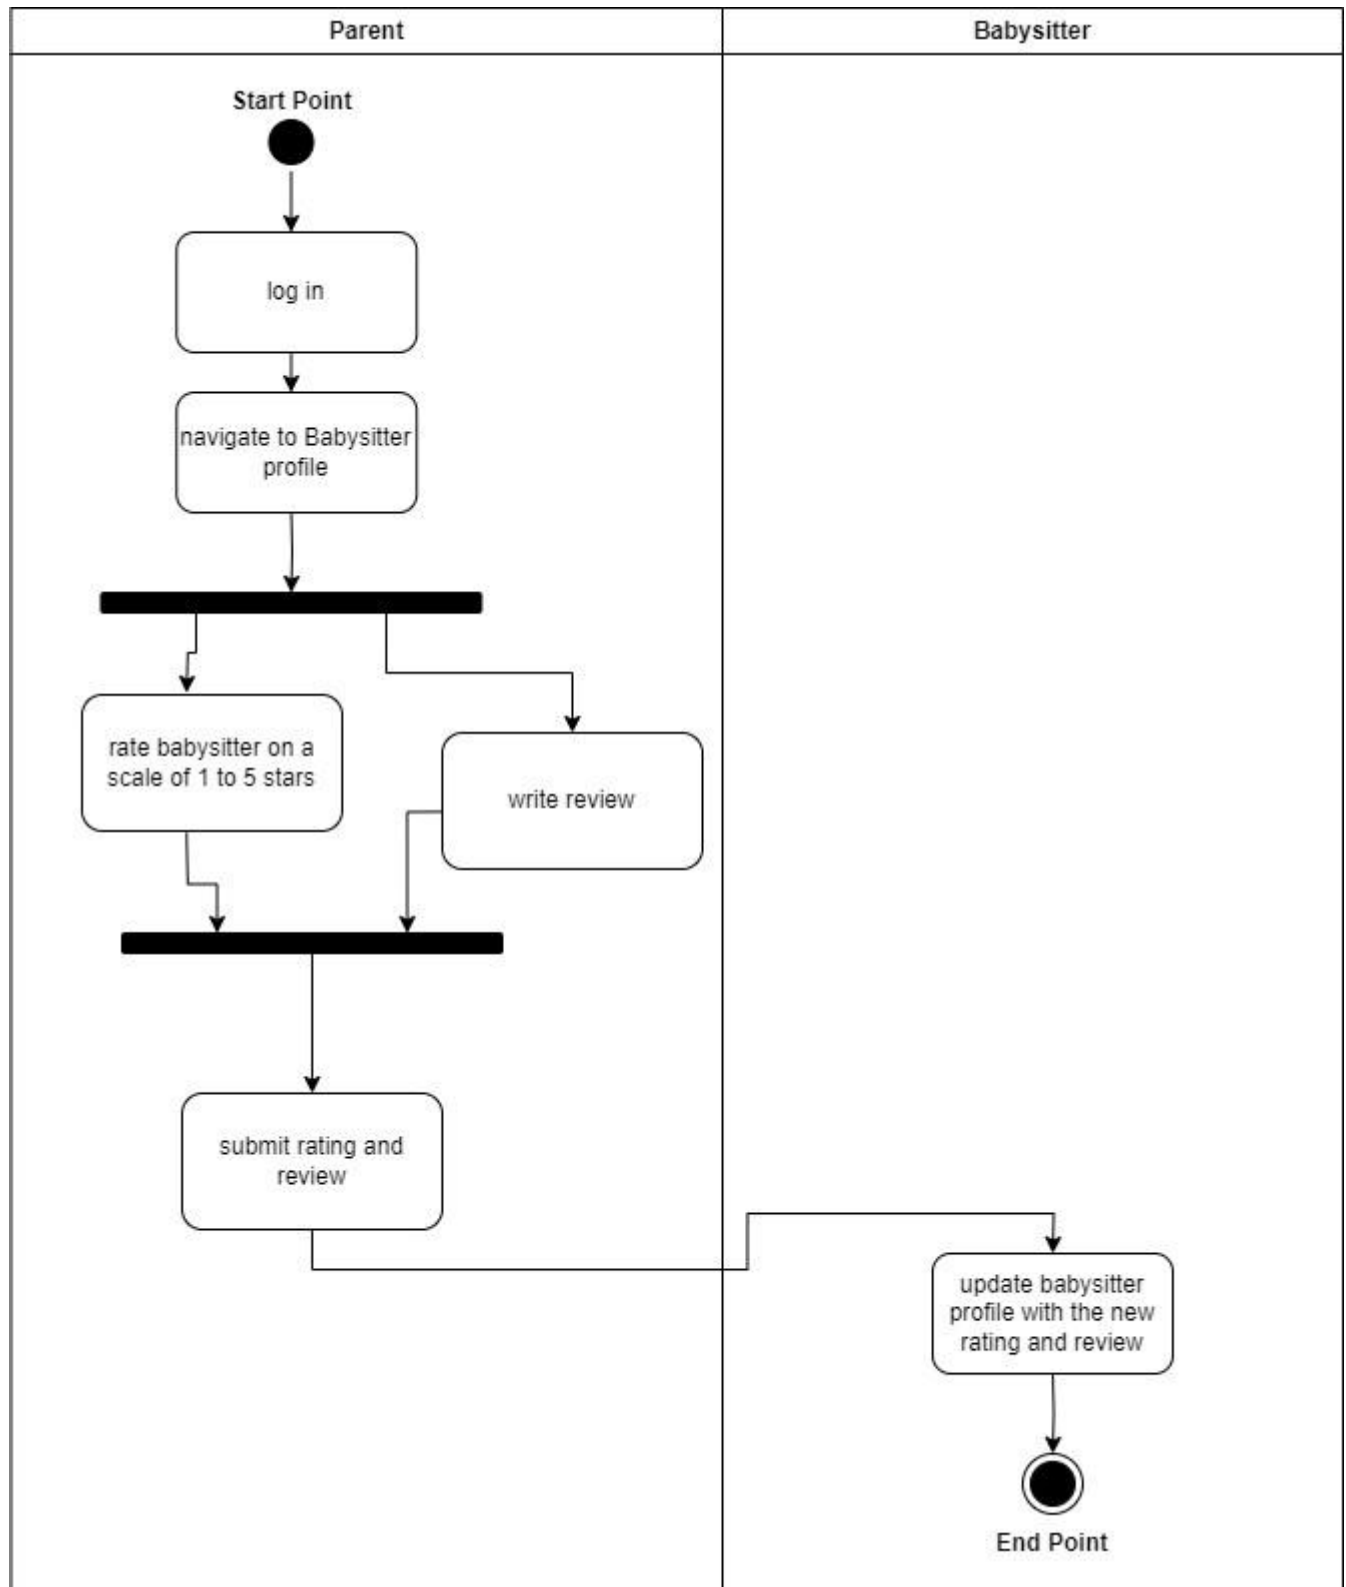 Parent
Babysitter
Start Point
log in
navigate to Babysitter
profile
rate babysitter on a
scale of 1 to 5 stars
write review
submit rating and
review
update babysitter
profile with the new
rating and review
End Point